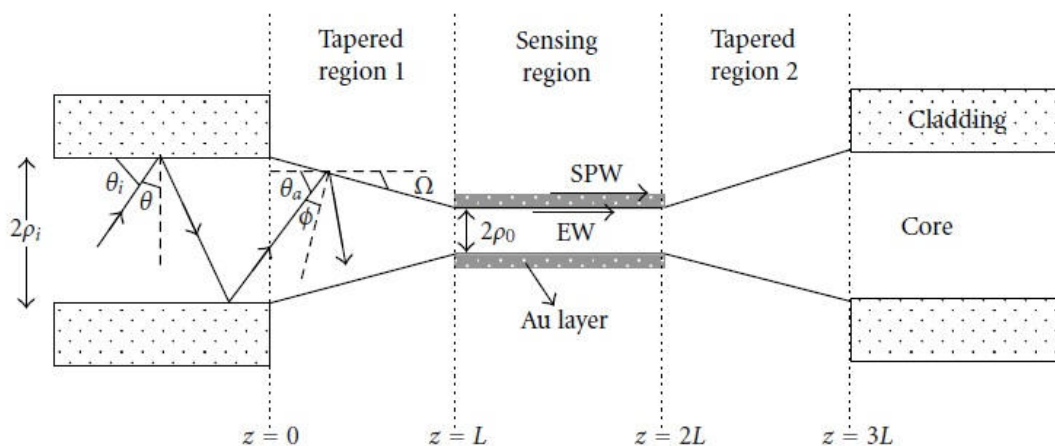 Tapered
region 1
Sensing
region
Tapered
region 2
Cladding
SPW
θᵢ
θ
θₐ
Ω
ϕ
2ρᵢ
2ρ₀
EW
Core
Au layer
z = 0
z = L
z = 2L
z = 3L